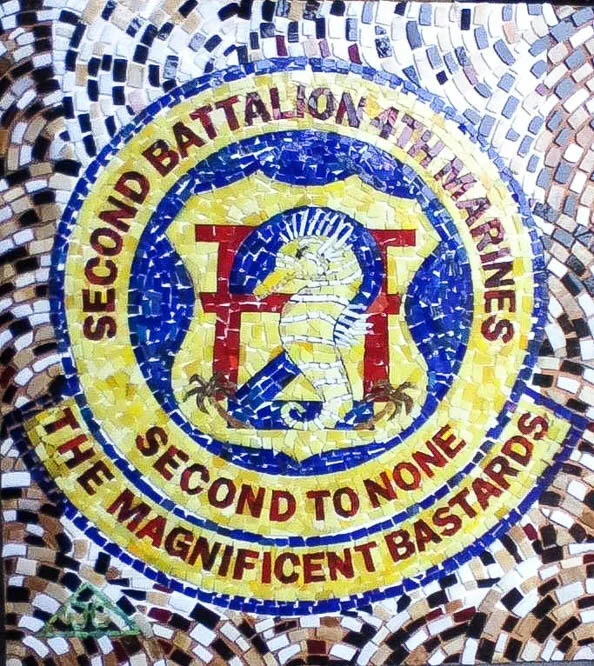 SECOND BATTALION 4TH MARINES
SECOND TO NONE
THE MAGNIFICENT BASTARDS